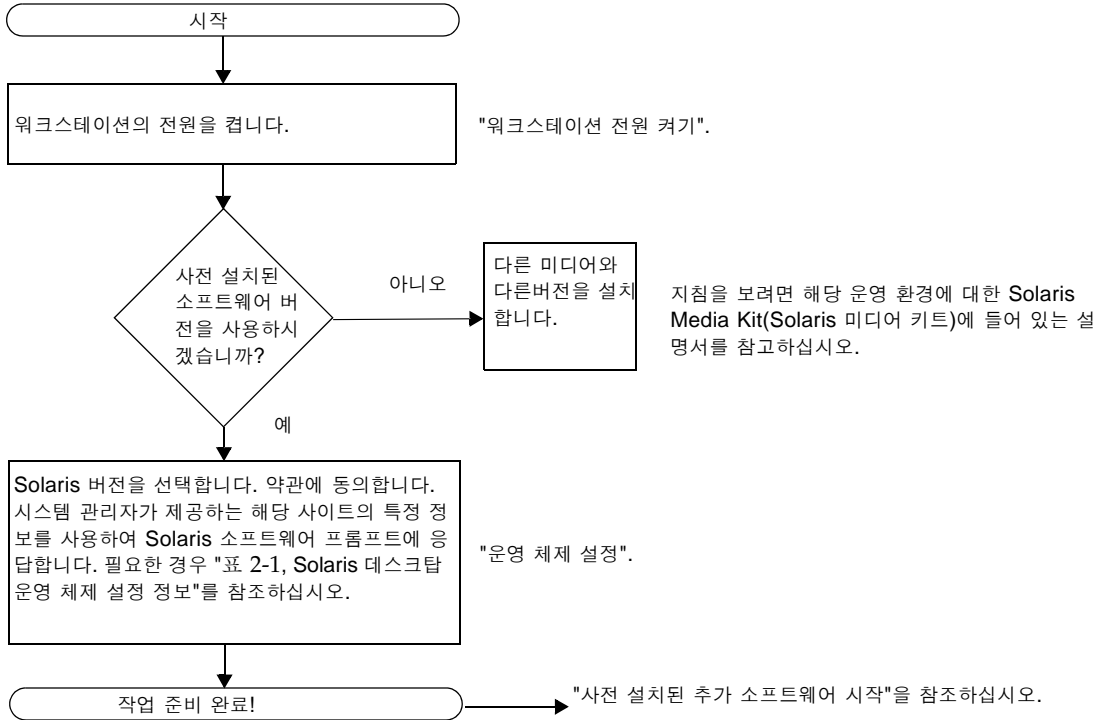 시작
워크스테이션의 전원을 켭니다.
"워크스테이션 전원 켜기".
사전 설치된
소프트웨어 버
전을 사용하시
겠습니까?
아니오
다른 미디어와
다른버전을 설치
합니다.
지침을 보려면 해당 운영 환경에 대한 Solaris
Media Kit(Solaris 미디어 키트)에 들어 있는 설
명서를 참고하십시오.
예
Solaris 버전을 선택합니다. 약관에 동의합니다.
시스템 관리자가 제공하는 해당 사이트의 특정 정
보를 사용하여 Solaris 소프트웨어 프롬프트에 응
답합니다. 필요한 경우 "표 2-1, Solaris 데스크탑
운영 체제 설정 정보"를 참조하십시오.
"운영 체제 설정".
작업 준비 완료!
"사전 설치된 추가 소프트웨어 시작"을 참조하십시오.